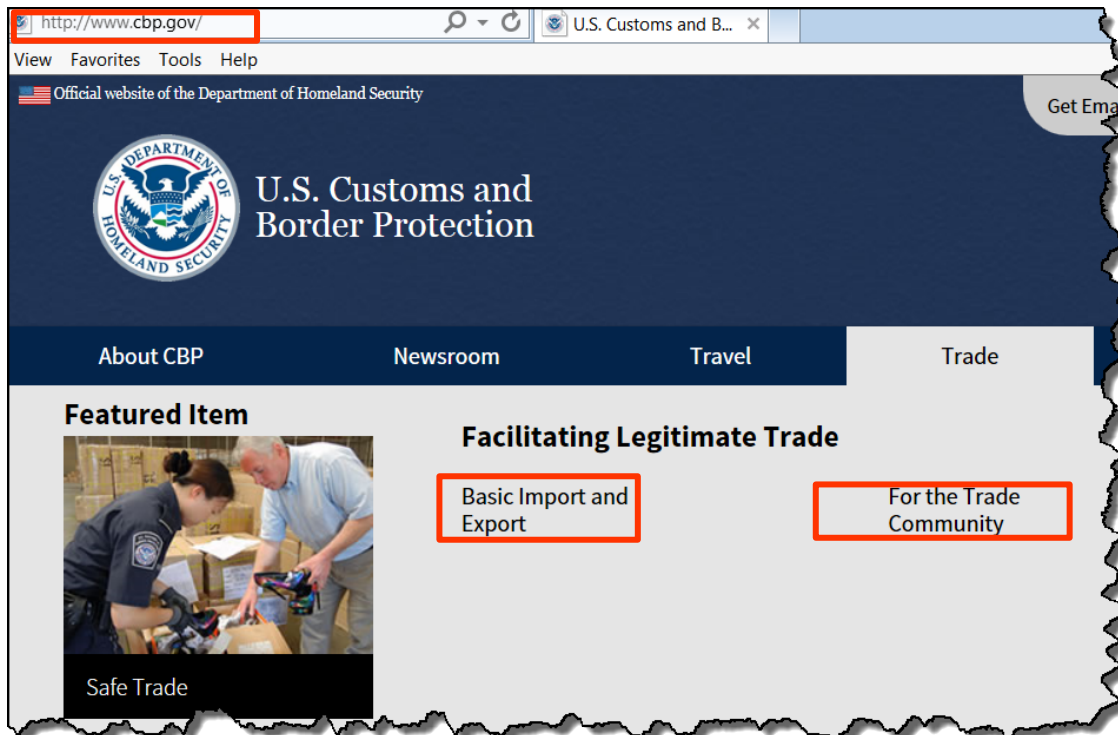 http://www.cbp.gov/
U.S. Customs and B...
View Favorites Tools Help
Official website of the Department of Homeland Security
Get Ema
U.S. DEPARTMENT OF HOMELAND SECURITY
U.S. Customs and
Border Protection
About CBP Newsroom Travel Trade
Featured Item
Facilitating Legitimate Trade
Basic Import and
Export
For the Trade
Community
Safe Trade